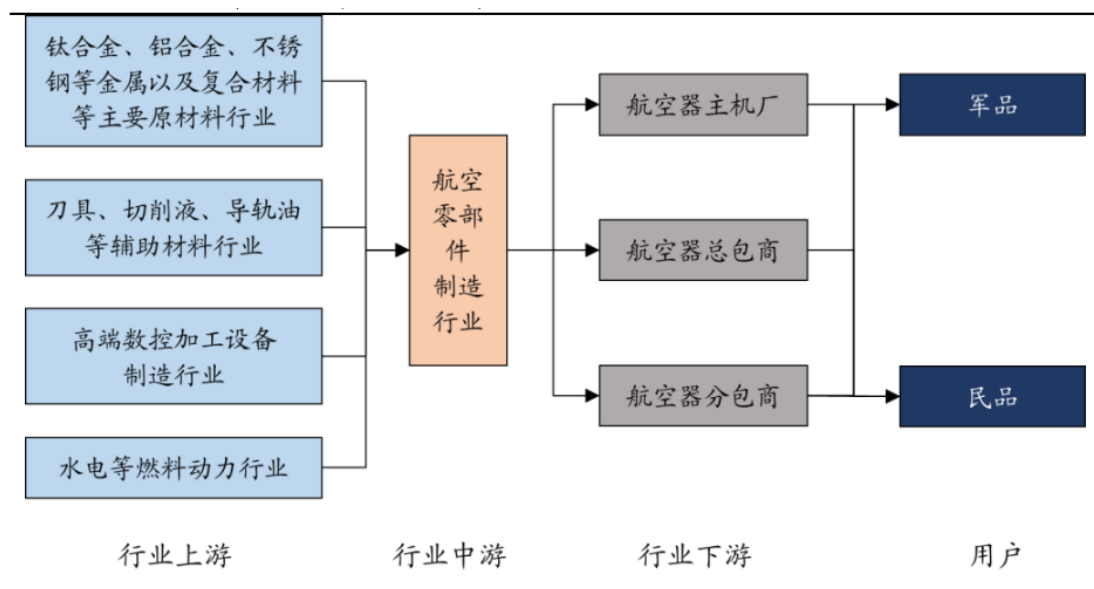 钛合金、铝合金、不锈
钢等金属以及复合材料
等主要原材料行业
刀具、切削液、导轨油
等辅助材料行业
高端数控加工设备
制造行业
水电等燃料动力行业
航空
零部
件
制造
行业
航空器主机厂
航空器总包商
航空器分包商
军品
民品
行业上游
行业中游
行业下游
用户